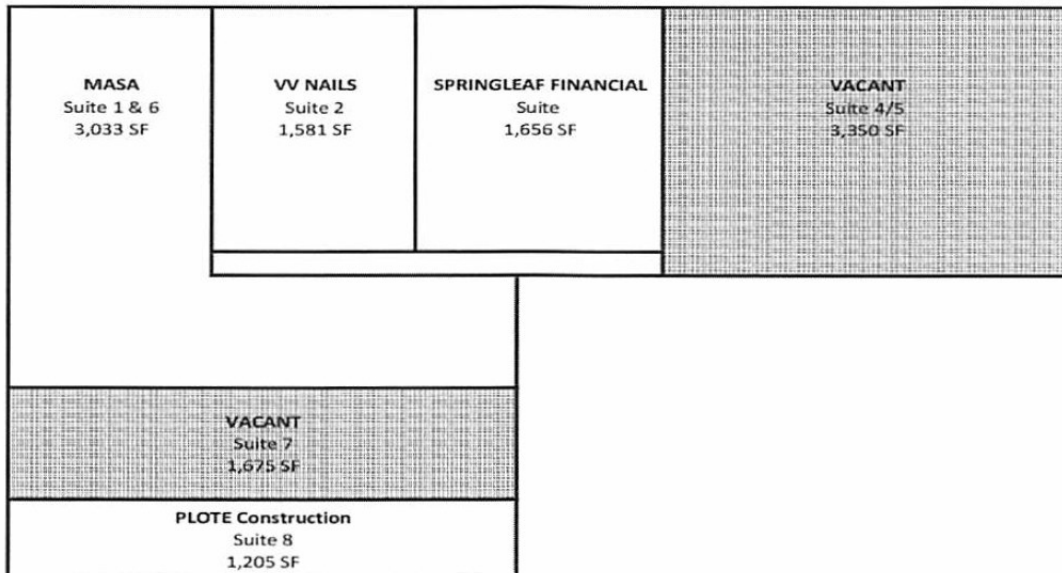 MASA
Suite 1 & 6
3,033 SF
VV NAILS
Suite 2
1,581 SF
SPRINGLEAF FINANCIAL
Suite
1,656 SF
VACANT
Suite 4/5
3,350 SF
VACANT
Suite 7
1,675 SF
PLOTE Construction
Suite 8
1,205 SF